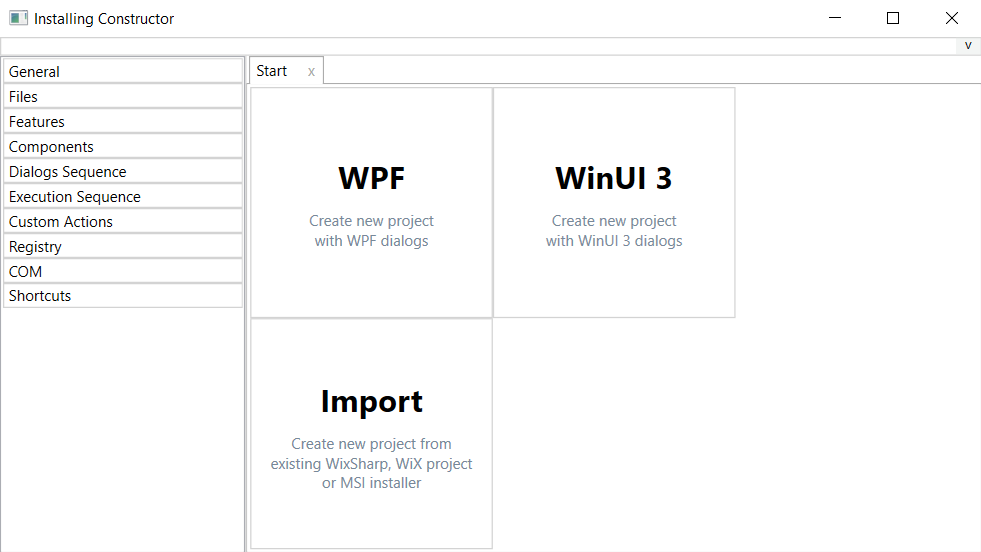 Installing Constructor
v
General
Files
Features
Components
Dialogs Sequence
Execution Sequence
Custom Actions
Registry
COM
Shortcuts
Start x
WPF
Create new project
with WPF dialogs
WinUI 3
Create new project
with WinUI 3 dialogs
Import
Create new project from
existing WixSharp, WiX project
or MSI installer